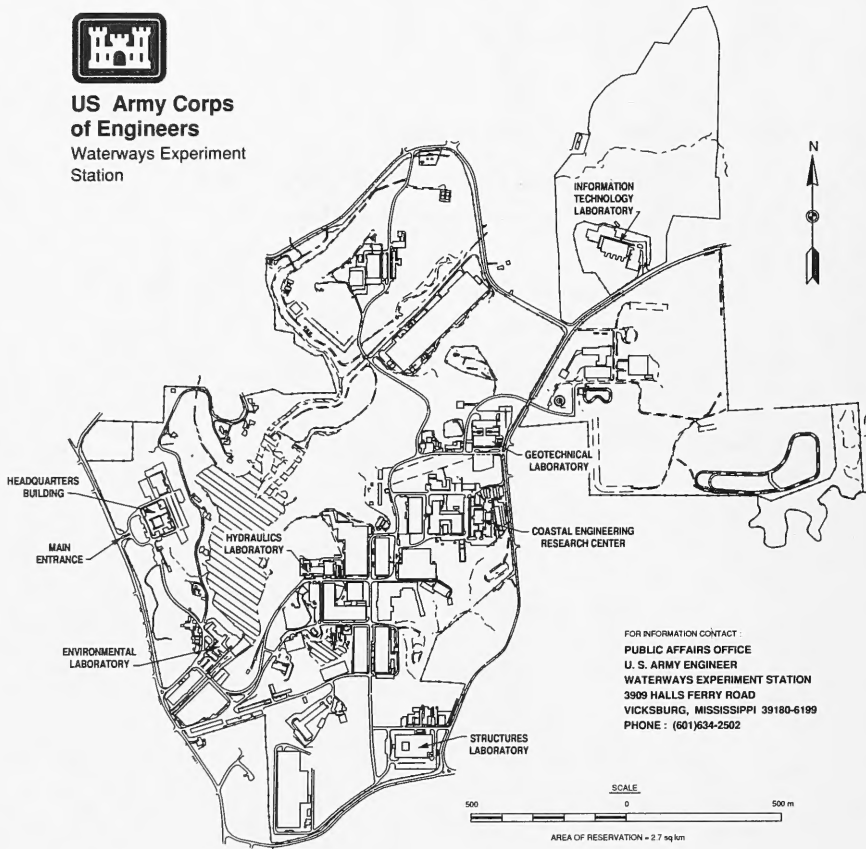 US Army Corps
of Engineers
Waterways Experiment
Station
N
INFORMATION
TECHNOLOGY
LABORATORY
GEOTECHNICAL
LABORATORY
HEADQUARTERS
BUILDING
MAIN
ENTRANCE
HYDRAULICS
LABORATORY
COASTAL ENGINEERING
RESEARCH CENTER
ENVIRONMENTAL
LABORATORY
STRUCTURES
LABORATORY
FOR INFORMATION CONTACT :
PUBLIC AFFAIRS OFFICE
U. S. ARMY ENGINEER
WATERWAYS EXPERIMENT STATION
3909 HALLS FERRY ROAD
VICKSBURG, MISSISSIPPI 39180-6199
PHONE : (601)634-2502
SCALE
500 0 500 m
AREA OF RESERVATION = 2.7 sq km